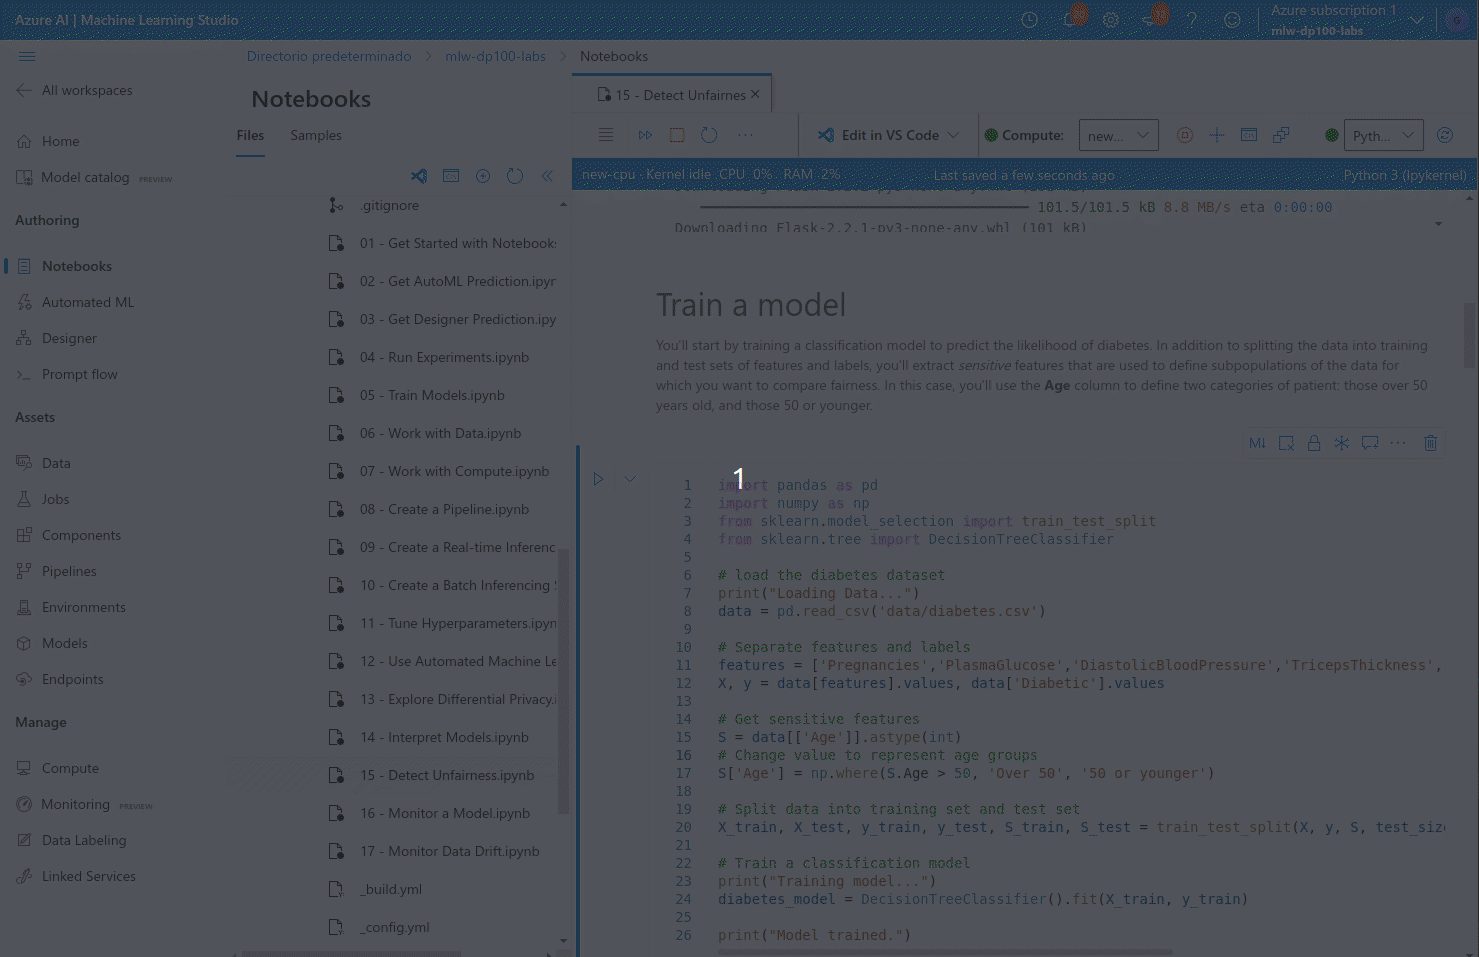 Azure AI | Machine Learning Studio
Azure subscription 1
mlw-dp100-labs
Directorio predeterminado > mlw-dp100-labs > Notebooks
All workspaces
Home
Model catalog PREVIEW
Authoring
Notebooks
Automated ML
Designer
Prompt flow
Assets
Data
Jobs
Components
Pipelines
Environments
Models
Endpoints
Manage
Compute
Monitoring PREVIEW
Data Labeling
Linked Services
Notebooks
Files Samples
.gitignore
01 - Get Started with Notebooks
02 - Get AutoML Prediction.ipyn
03 - Get Designer Prediction.ipy
04 - Run Experiments.ipynb
05 - Train Models.ipynb
06 - Work with Data.ipynb
07 - Work with Compute.ipynb
08 - Create a Pipeline.ipynb
09 - Create a Real-time Inferenc
10 - Create a Batch Inferencing S
11 - Tune Hyperparameters.ipyn
12 - Use Automated Machine Le
13 - Explore Differential Privacy.i
14 - Interpret Models.ipynb
15 - Detect Unfairness.ipynb
16 - Monitor a Model.ipynb
17 - Monitor Data Drift.ipynb
_build.yml
_config.yml
15 - Detect Unfairnes
Edit in VS Code
Compute: new...
Pyth...
new-cpu · Kernel idle CPU 0% RAM 2%
Last saved a few seconds ago
Python 3 (Ipykernel)
101.5/101.5 kB 8.8 MB/s eta 0:00:00
Downloading Flask-2.2.1-py3-none-any.whl (101 kB)
Train a model
You'll start by training a classification model to predict the likelihood of diabetes. In addition to splitting the data into training
and test sets of features and labels, you'll extract sensitive features that are used to define subpopulations of the data for
which you want to compare fairness. In this case, you'll use the Age column to define two categories of patient: those over 50
years old, and those 50 or younger.
M↓
1
1 import pandas as pd
2 import numpy as np
3 from sklearn.model_selection import train_test_split
4 from sklearn.tree import DecisionTreeClassifier
5
6 # load the diabetes dataset
7 print("Loading Data...")
8 data = pd.read_csv('data/diabetes.csv')
9
10 # Separate features and labels
11 features = ['Pregnancies','PlasmaGlucose','DiastolicBloodPressure','TricepsThickness',
12 X, y = data[features].values, data['Diabetic'].values
13
14 # Get sensitive features
15 S = data[['Age']].astype(int)
16 # Change value to represent age groups
17 S['Age'] = np.where(S.Age > 50, 'Over 50', '50 or younger')
18
19 # Split data into training set and test set
20 X_train, X_test, y_train, y_test, S_train, S_test = train_test_split(X, y, S, test_size
21
22 # Train a classification model
23 print("Training model...")
24 diabetes_model = DecisionTreeClassifier().fit(X_train, y_train)
25
26 print("Model trained.")